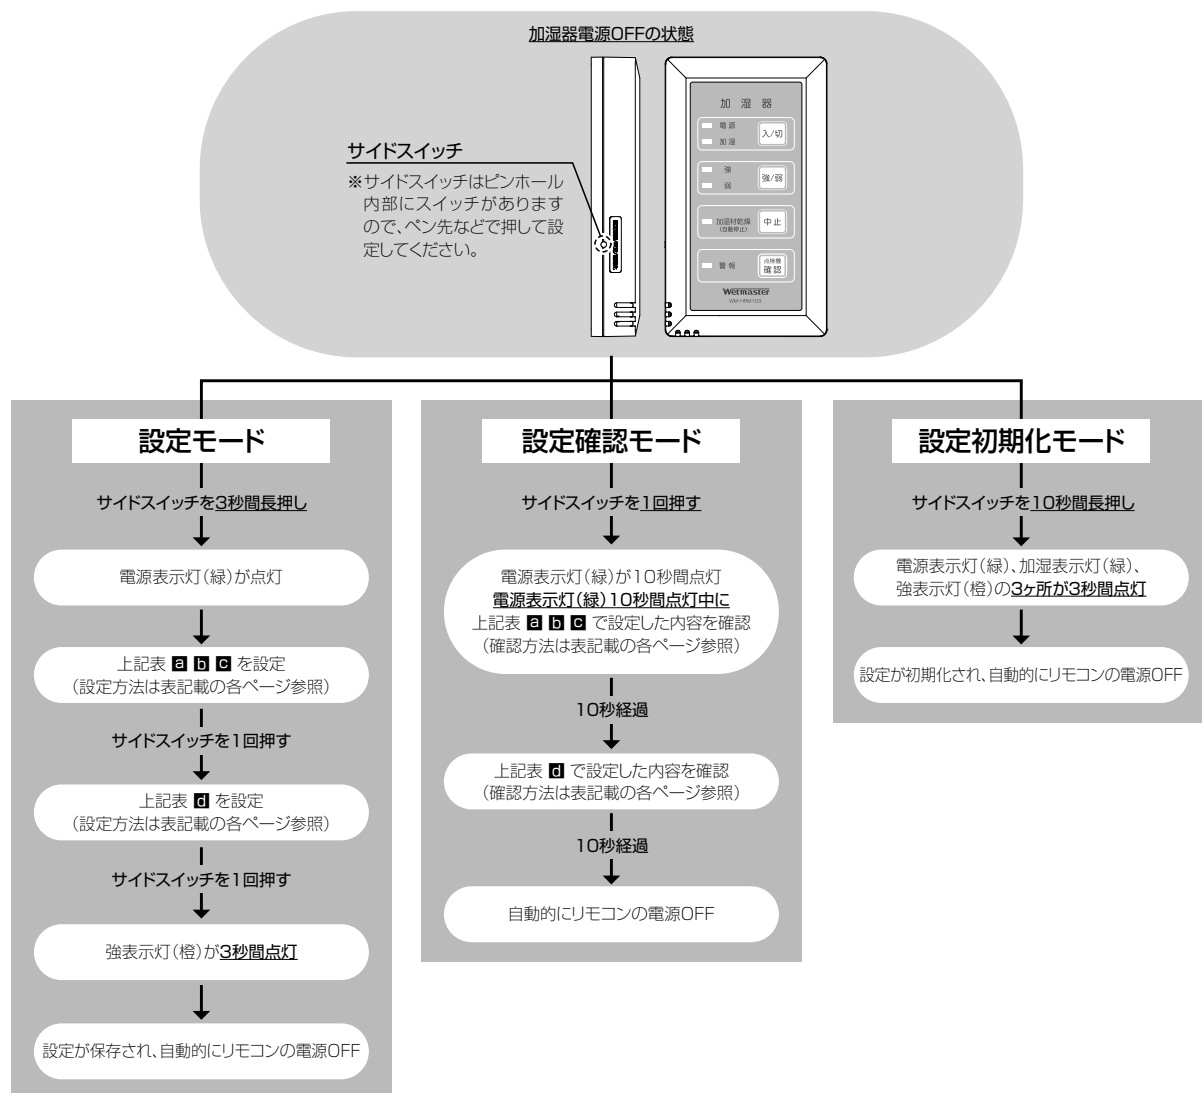 加湿器電源OFFの状態
サイドスイッチ
※サイドスイッチはピンホール
内部にスイッチがあります
ので、ペン先などで押して設
定してください。
加湿器
電源
加湿
入/切
強
弱
強/弱
加湿材乾燥
(自動停止)
中止
警報
点検機
確認
Wetmaster
WM-HRM103
設定モード
サイドスイッチを3秒間長押し
電源表示灯(緑)が点灯
上記表 a b c を設定
(設定方法は表記載の各ページ参照)
サイドスイッチを1回押す
上記表 d を設定
(設定方法は表記載の各ページ参照)
サイドスイッチを1回押す
強表示灯(橙)が3秒間点灯
設定が保存され、自動的にリモコンの電源OFF
設定確認モード
サイドスイッチを1回押す
電源表示灯(緑)が10秒間点灯
電源表示灯(緑)10秒間点灯中に
上記表 a b c で設定した内容を確認
(確認方法は表記載の各ページ参照)
10秒経過
上記表 d で設定した内容を確認
(確認方法は表記載の各ページ参照)
10秒経過
自動的にリモコンの電源OFF
設定初期化モード
サイドスイッチを10秒間長押し
電源表示灯(緑)、加湿表示灯(緑)、
強表示灯(橙)の3ヶ所が3秒間点灯
設定が初期化され、自動的にリモコンの電源OFF